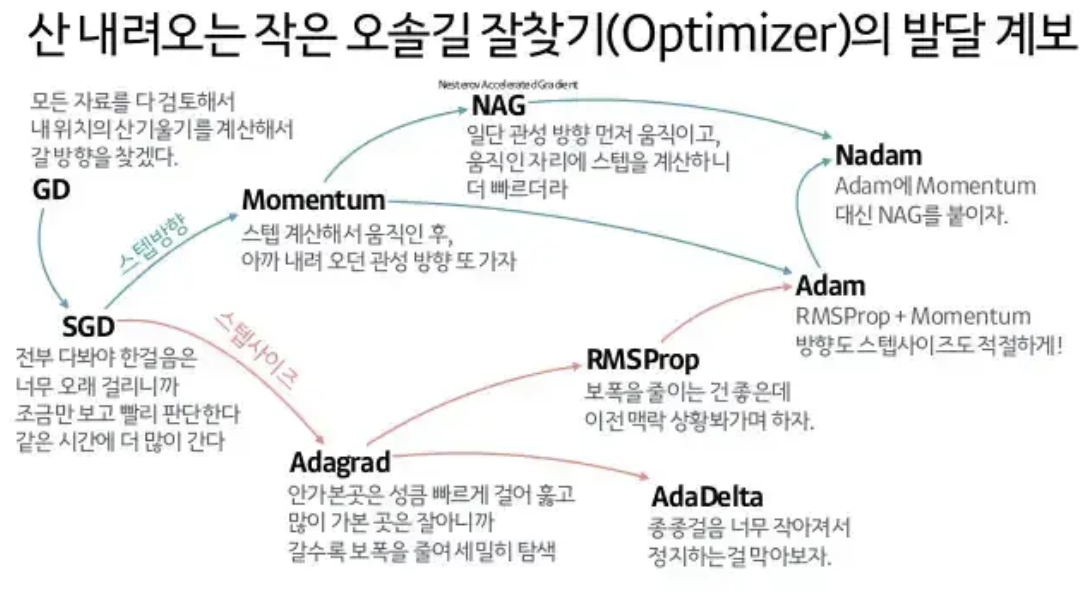 산 내려오는 작은 오솔길 잘찾기(Optimizer)의 발달 계보
모든 자료를 다 검토해서
내 위치의 산기울기를 계산해서
갈 방향을 찾겠다.
GD
스텝방향
Momentum
스텝 계산해서 움직인 후,
아까 내려 오던 관성 방향 또 가자
Nesterov Accelerated Gradient
NAG
일단 관성 방향 먼저 움직이고,
움직인 자리에 스텝을 계산하니
더 빠르더라
Nadam
Adam에 Momentum
대신 NAG를 붙이자.
SGD
전부 다봐야 한걸음은
너무 오래 걸리니까
조금만 보고 빨리 판단한다
같은 시간에 더 많이 간다
스텝사이즈
Adagrad
안가본곳은 성큼 빠르게 걸어 훓고
많이 가본 곳은 잘아니까
갈수록 보폭을 줄여 세밀히 탐색
RMSProp
보폭을 줄이는 건 좋은데
이전 맥락 상황봐가며 하자.
Adam
RMSProp + Momentum
방향도 스텝사이즈도 적절하게!
AdaDelta
종종걸음 너무 작아져서
정지하는걸 막아보자.